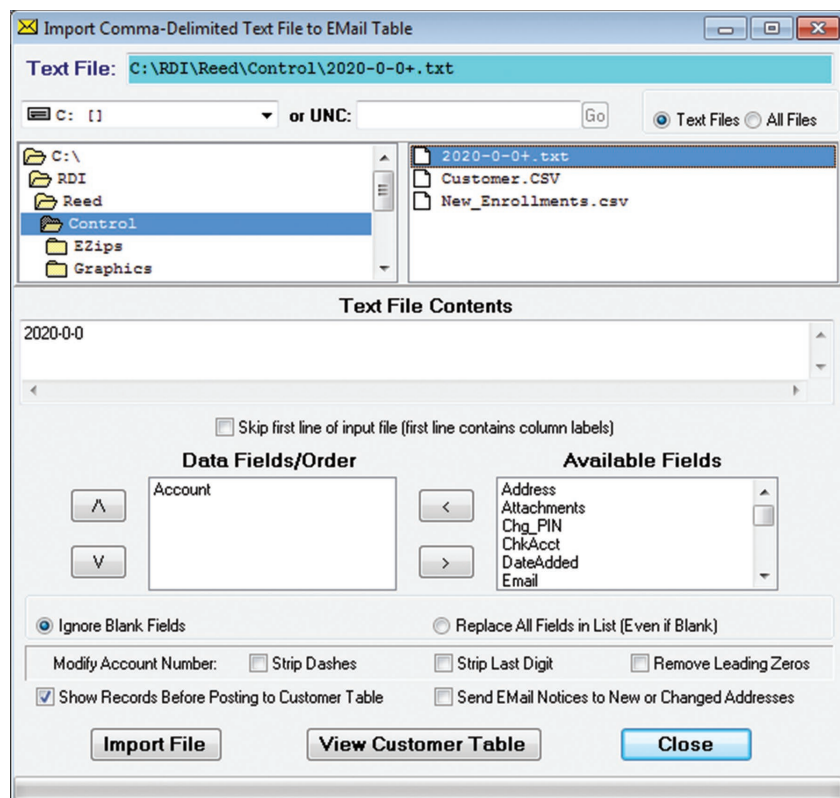 Import Comma-Delimited Text File to EMail Table
Text File: C:\RDI\Reed\Control\2020-0-0+.txt
C: [] or UNC: Go Text Files All Files
C:\
RDI
Reed
Control
EZips
Graphics
2020-0-0+.txt
Customer.CSV
New_Enrollments.csv
Text File Contents
2020-0-0
Skip first line of input file (first line contains column labels)
Data Fields/Order
Account
/\
V
<
>
Available Fields
Address
Attachments
Chg_PIN
ChkAcct
DateAdded
Email
Ignore Blank Fields Replace All Fields in List (Even if Blank)
Modify Account Number: Strip Dashes Strip Last Digit Remove Leading Zeros
Show Records Before Posting to Customer Table Send EMail Notices to New or Changed Addresses
Import File View Customer Table Close